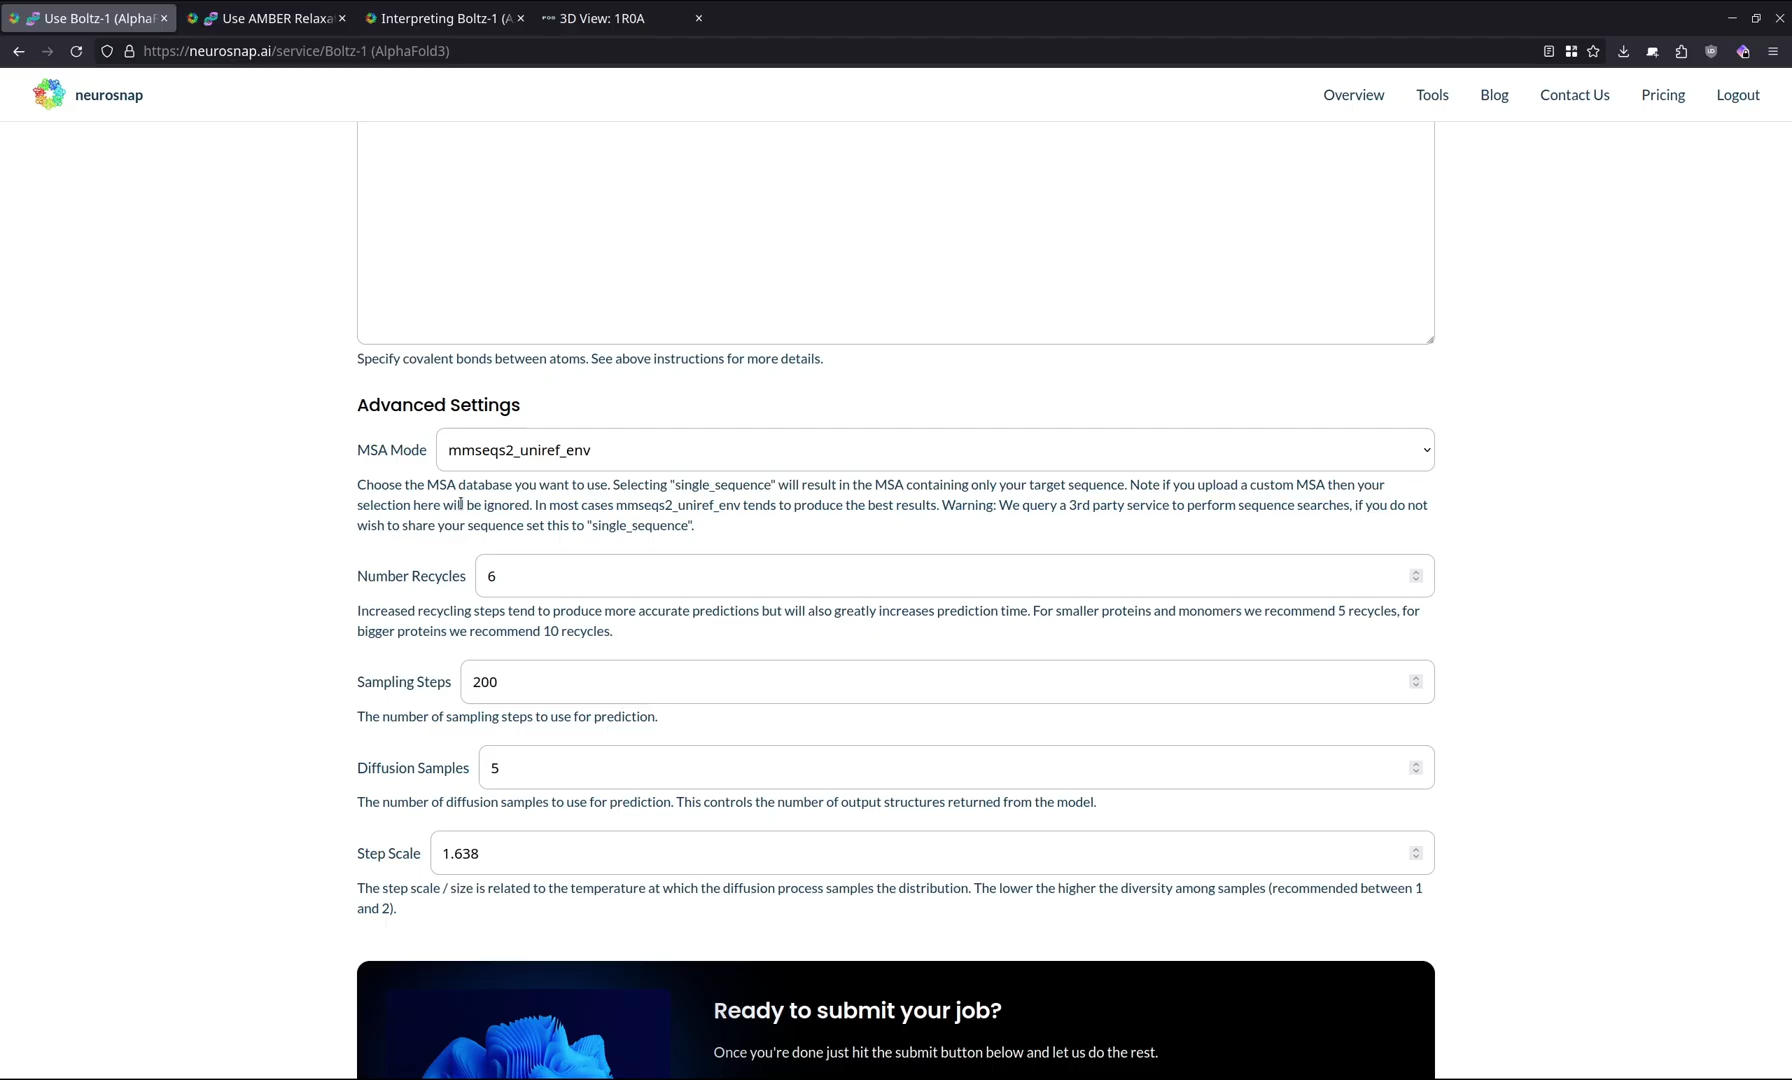 Use Boltz-1 (AlphaF
Use AMBER Relaxa
Interpreting Boltz-1 (A
3D View: 1R0A
https://neurosnap.ai/service/Boltz-1 (AlphaFold3)
neurosnap
Overview
Tools
Blog
Contact Us
Pricing
Logout
Specify covalent bonds between atoms. See above instructions for more details.
Advanced Settings
MSA Mode
mmseqs2_uniref_env
Choose the MSA database you want to use. Selecting "single_sequence" will result in the MSA containing only your target sequence. Note if you upload a custom MSA then your
selection here will be ignored. In most cases mmseqs2_uniref_env tends to produce the best results. Warning: We query a 3rd party service to perform sequence searches, if you do not
wish to share your sequence set this to "single_sequence".
Number Recycles
6
Increased recycling steps tend to produce more accurate predictions but will also greatly increases prediction time. For smaller proteins and monomers we recommend 5 recycles, for
bigger proteins we recommend 10 recycles.
Sampling Steps
200
The number of sampling steps to use for prediction.
Diffusion Samples
5
The number of diffusion samples to use for prediction. This controls the number of output structures returned from the model.
Step Scale
1.638
The step scale / size is related to the temperature at which the diffusion process samples the distribution. The lower the higher the diversity among samples (recommended between 1
and 2).
Ready to submit your job?
Once you're done just hit the submit button below and let us do the rest.